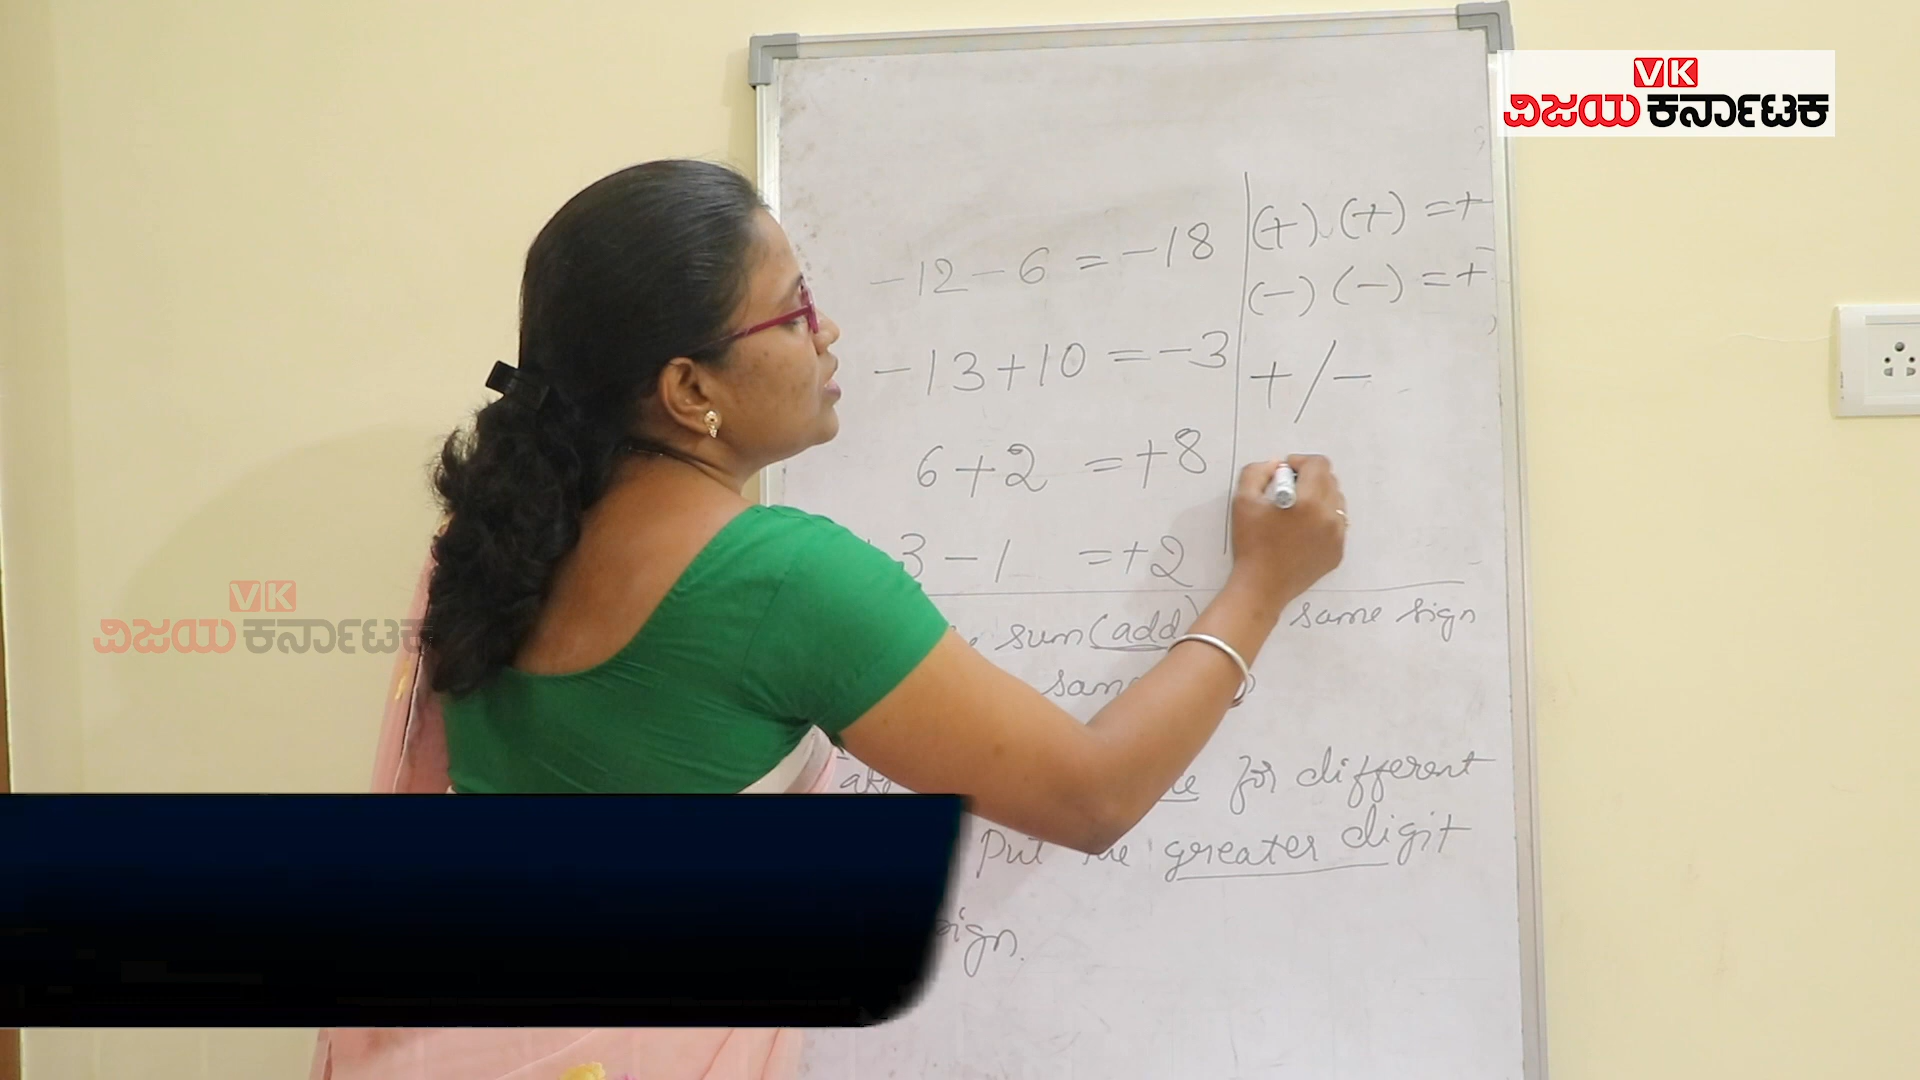 VK
ವಿಜಯ ಕರ್ನಾಟಕ
-12-6 = -18
(+).(+) = +
(-) (-) = +
-13+10 = -3
+/-
6+2 = +8
3-1 = +2
sum (add) same sign
for different
Put the greater digit
sign.
VK
ವಿಜಯ ಕರ್ನಾಟಕ